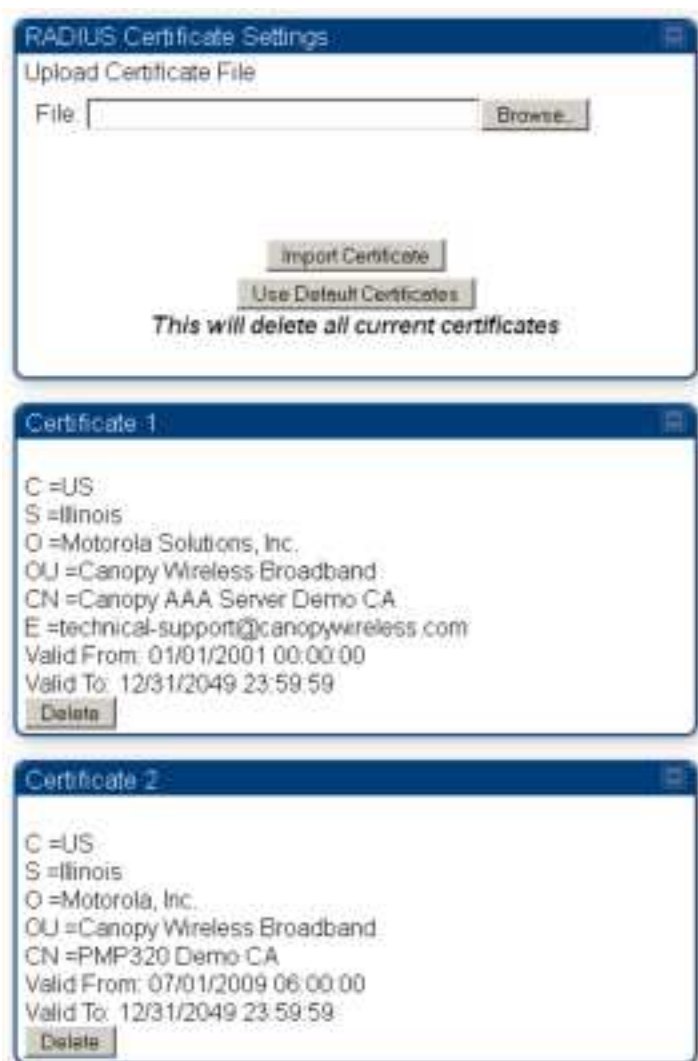 RADIUS Certificate Settings
Upload Certificate File
File Browse..
Import Certificate
Use Default Certificates
This will delete all current certificates
Certificate 1
C =US
S =Illinois
O =Motorola Solutions, Inc.
OU =Canopy Wireless Broadband
CN =Canopy AAA Server Demo CA
E =technical-support@canopywireless.com
Valid From: 01/01/2001 00:00:00
Valid To: 12/31/2049 23:59:59
Delete
Certificate 2
C =US
S =Illinois
O =Motorola, Inc.
OU =Canopy Wireless Broadband
CN =PMP320 Demo CA
Valid From: 07/01/2009 06:00:00
Valid To: 12/31/2049 23:59:59
Delete